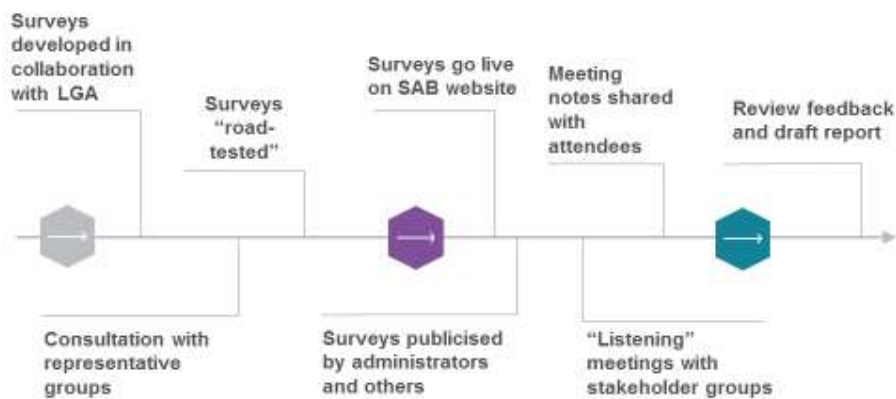 Surveys
developed in
collaboration
with LGA
Surveys
“road-
tested”
Surveys go live
on SAB website
Meeting
notes shared
with
attendees
Review feedback
and draft report
Consultation with
representative
groups
Surveys publicised
by administrators
and others
“Listening”
meetings with
stakeholder groups